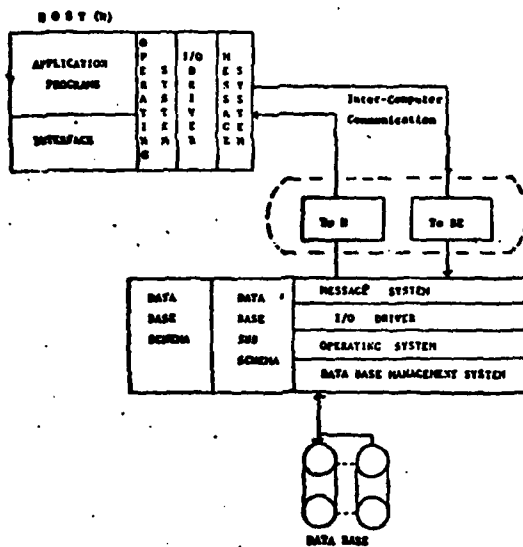 HOST (H)
APPLICATION
PROGRAMS
INTERFACE
OPERATING
SYSTEM
I/O
DRIVER
MESSAGE
SYSTEM
Inter-Computer
Communication
To H
To BE
DATA
BASE
SCHEMA
DATA
BASE
SUB
SCHEMA
MESSAGE SYSTEM
I/O DRIVER
OPERATING SYSTEM
DATA BASE MANAGEMENT SYSTEM
DATA BASE